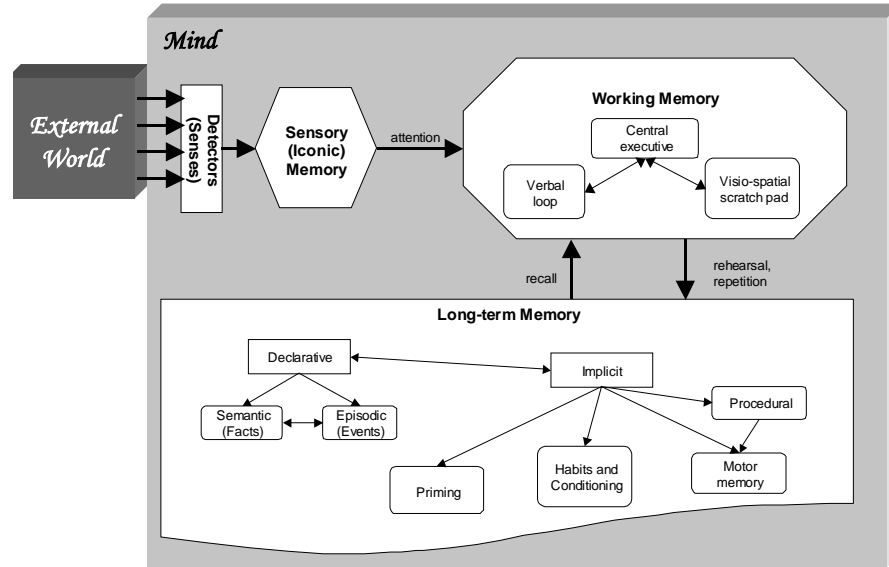 Mind
External
World
Detectors
(Senses)
Sensory
(Iconic)
Memory
attention
Working Memory
Central
executive
Verbal
loop
Visio-spatial
scratch pad
recall
rehearsal,
repetition
Long-term Memory
Declarative
Implicit
Semantic
(Facts)
Episodic
(Events)
Procedural
Priming
Habits and
Conditioning
Motor
memory